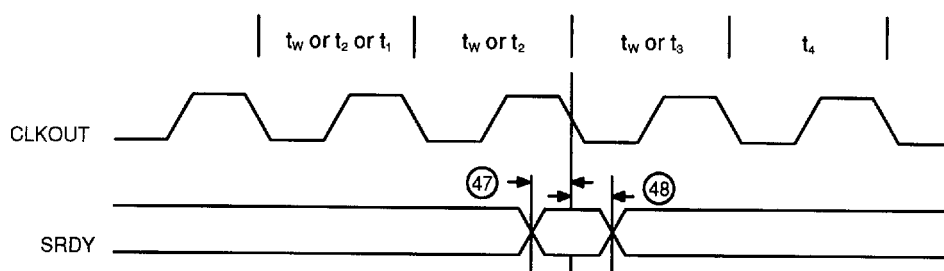 tW or t2 or t1 tW or t2 tW or t3 t4
CLKOUT
47 48
SRDY